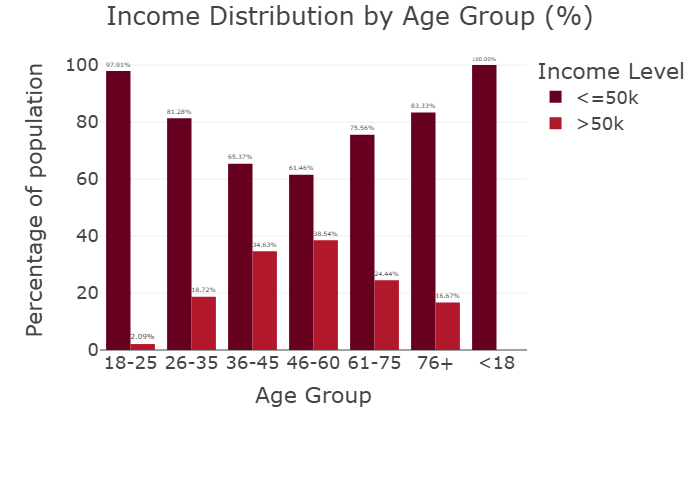 Income Distribution by Age Group (%)
Income Level
<=50k
>50k
Percentage of population
100
80
60
40
20
0
97.91%
2.09%
81.28%
18.72%
65.37%
34.63%
61.46%
38.54%
75.56%
24.44%
83.33%
16.67%
100.00%
18-25 26-35 36-45 46-60 61-75 76+ <18
Age Group